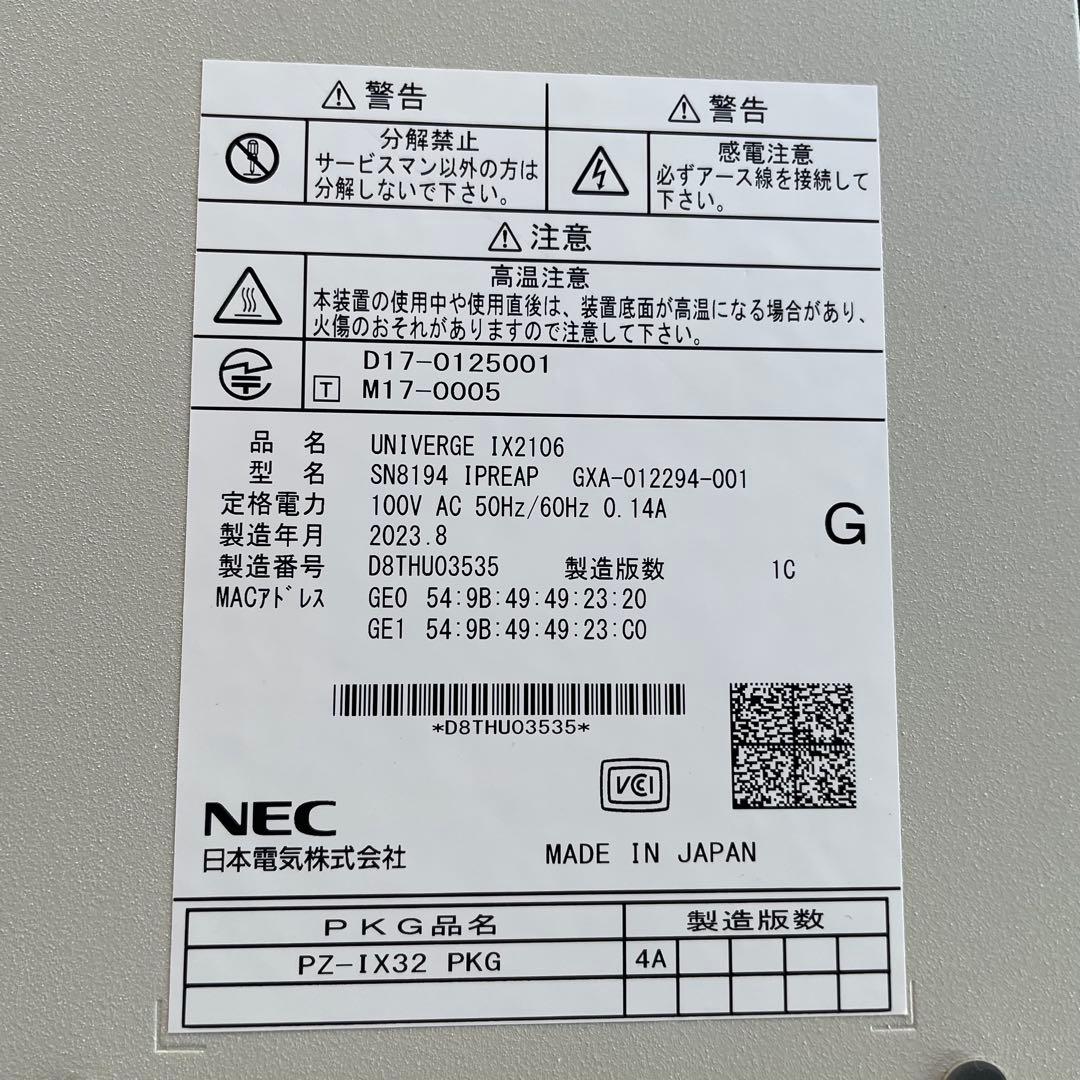 警告
分解禁止
サービスマン以外の方は
分解しないで下さい。
警告
感電注意
必ずアース線を接続して
下さい。
注意
高温注意
本装置の使用中や使用直後は、装置底面が高温になる場合があり、
火傷のおそれがありますので注意して下さい。
D17-0125001
T M17-0005
品名 UNIVERGE IX2106
型名 SN8194 IPREAP GXA-012294-001
定格電力 100V AC 50Hz/60Hz 0.14A
G
製造年月 2023.8
製造番号 D8THU03535 製造版数 1C
MACｱﾄﾞﾚｽ GE0 54:9B:49:49:23:20
GE1 54:9B:49:49:23:C0
*D8THU03535*
VCCI
NEC
日本電気株式会社
MADE IN JAPAN
PKG品名 製造版数
PZ-IX32 PKG 4A